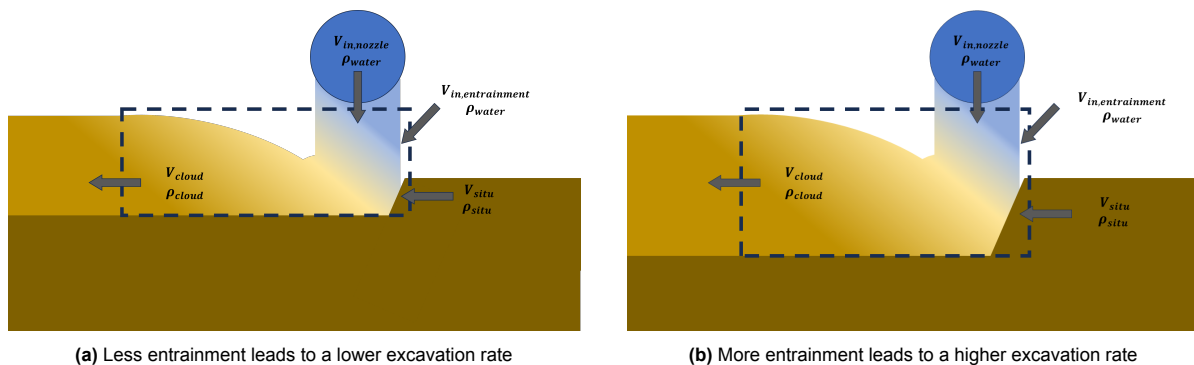 V_in,nozzle
ρ_water
V_in,entrainment
ρ_water
V_cloud
ρ_cloud
V_situ
ρ_situ
(a) Less entrainment leads to a lower excavation rate
V_in,nozzle
ρ_water
V_in,entrainment
ρ_water
V_cloud
ρ_cloud
V_situ
ρ_situ
(b) More entrainment leads to a higher excavation rate